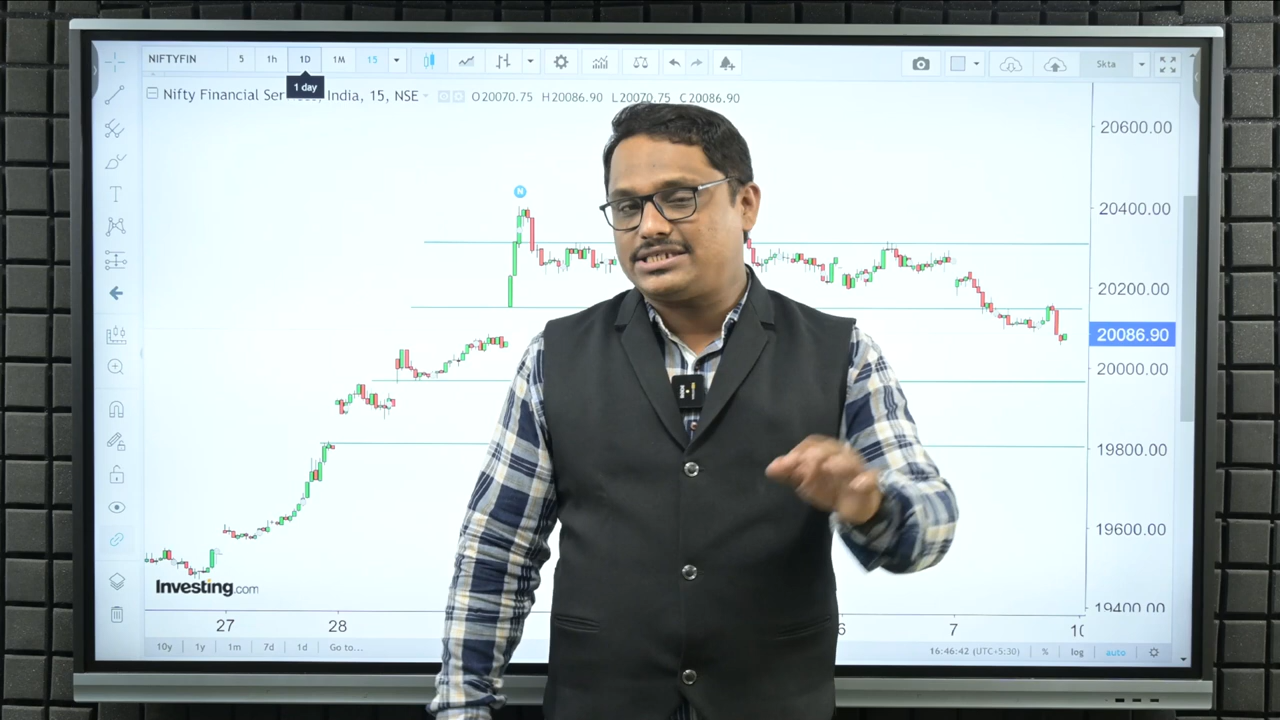 NIFTYFIN 5 1h 1D 1M 15 Skta
1 day
Nifty Financial Ser India, 15, NSE O20070.75 H20086.90 L20070.75 C20086.90
N
20600.00
20400.00
20200.00
20086.90
20000.00
19800.00
19600.00
19400.00
Investing.com
27 28 6 7 10
10y 1y 1m 7d 1d Go to... 16:46:42 (UTC+5:30) % log auto